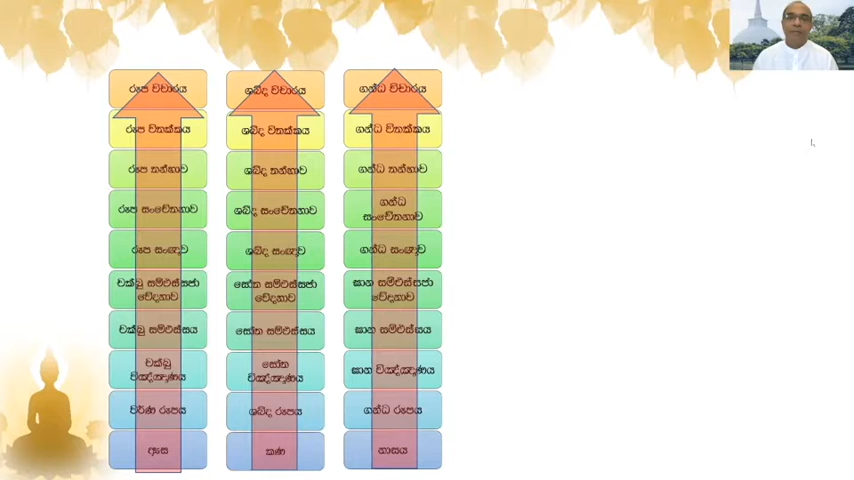 රූප විචාරය
ශබ්ද විචාරය
ගන්ධ විචාරය
රූප විතක්කය
ශබ්ද විතක්කය
ගන්ධ විතක්කය
රූප තන්හාව
ශබ්ද තන්හාව
ගන්ධ තන්හාව
රූප සංචේතනාව
ශබ්ද සංචේතනාව
ගන්ධ
සංචේතනාව
රූප සංඥාව
ශබ්ද සංඥාව
ගන්ධ සංඥාව
චක්ඛු සම්ඵස්සජා
වේදනාව
සෝත සම්ඵස්සජා
වේදනාව
ඝාන සම්ඵස්සජා
වේදනාව
චක්ඛු සම්ඵස්සය
සෝත සම්ඵස්සය
ඝාන සම්ඵස්සය
චක්ඛු
විඤ්ඤාණය
සෝත
විඤ්ඤාණය
ඝාන විඤ්ඤාණය
වර්ණ රූපය
ශබ්ද රූපය
ගන්ධ රූපය
ඇස
කණ
නාසය